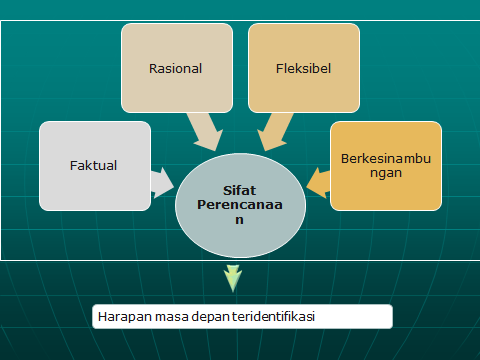 Rasional
Fleksibel
Faktual
Berkesinambu
ngan
Sifat
Perencanaa
n
Harapan masa depan teridentifikasi